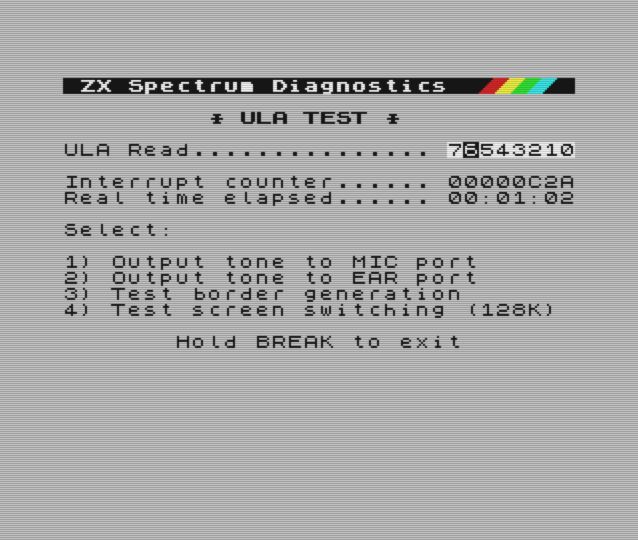 ZX Spectrum Diagnostics
* ULA TEST *
ULA Read............... 76543210
Interrupt counter...... 00000C2A
Real time elapsed...... 00:01:02
Select:
1) Output tone to MIC port
2) Output tone to EAR port
3) Test border generation
4) Test screen switching (128K)
Hold BREAK to exit